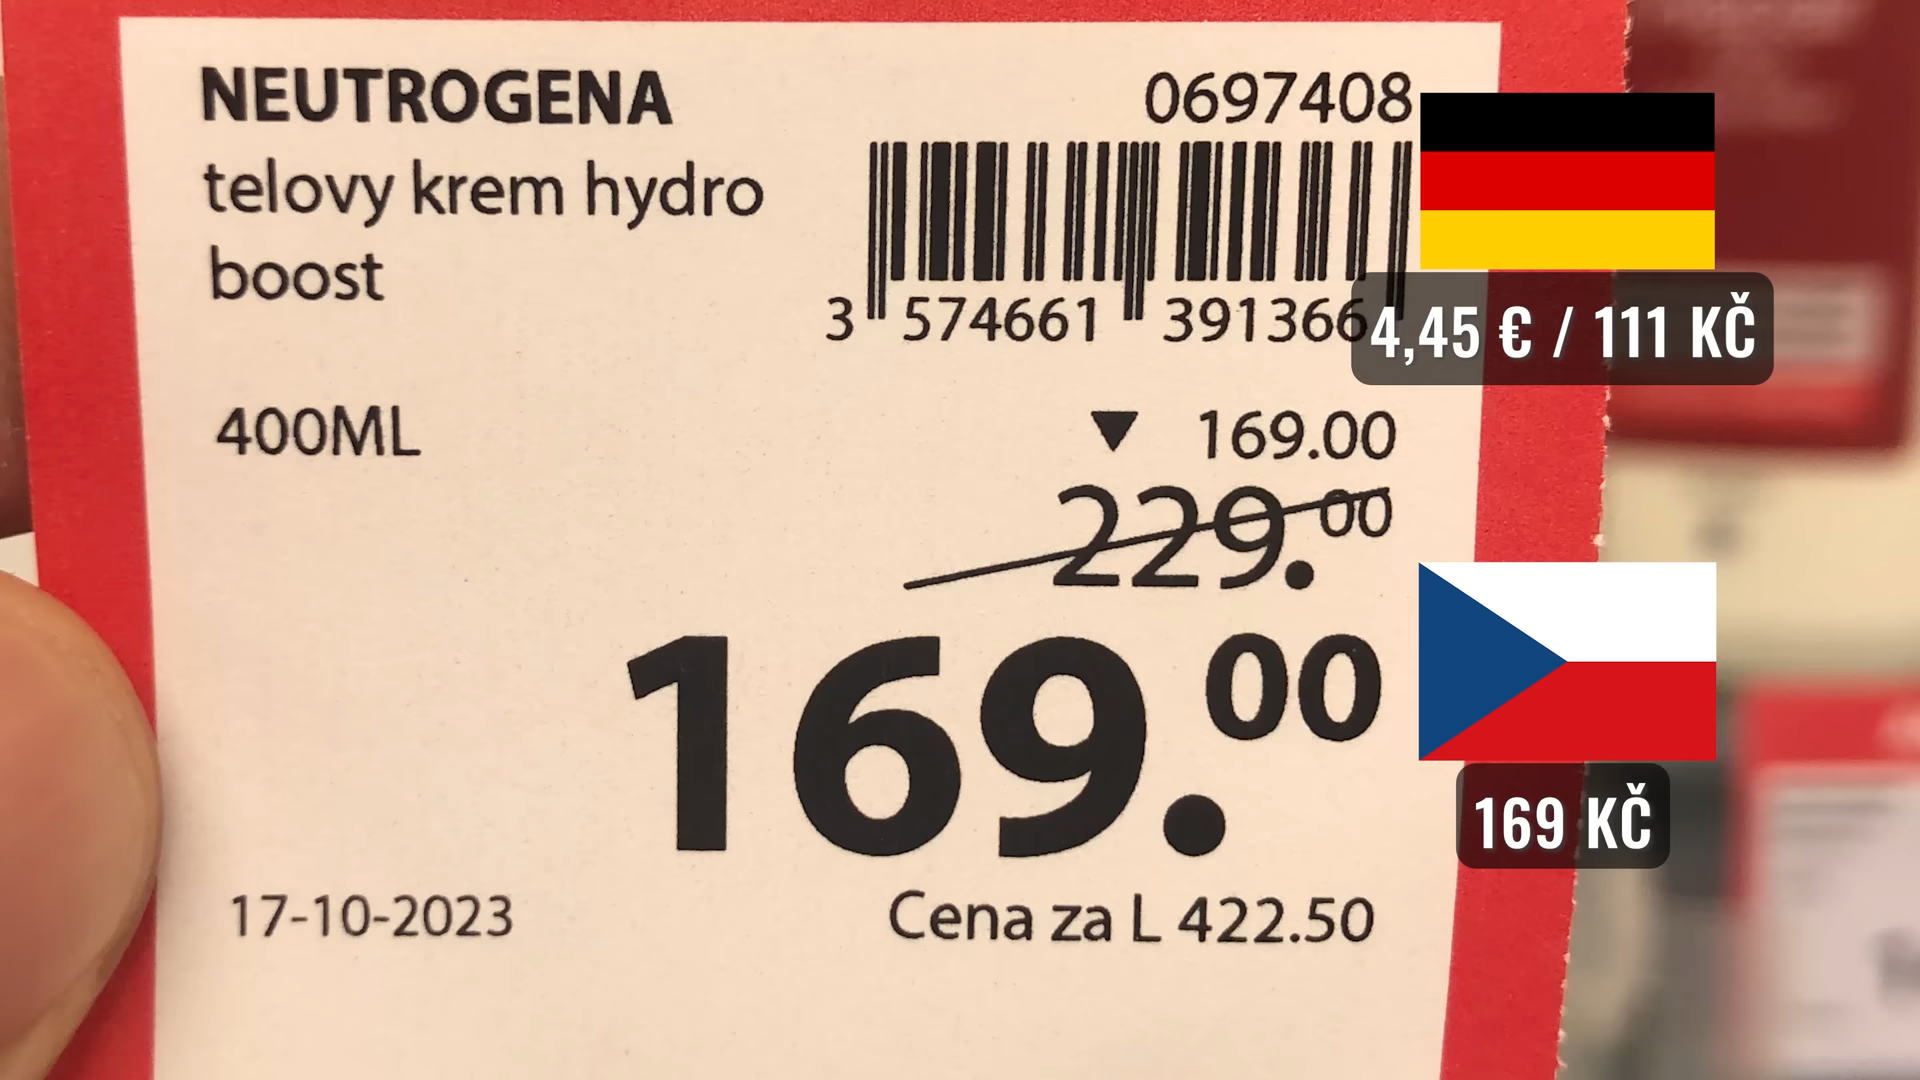 NEUTROGENA
telovy krem hydro
boost
0697408
3 574661 391366
4,45 € / 111 KČ
400ML
▼ 169.00
229.00
169.00
169 KČ
17-10-2023
Cena za L 422.50